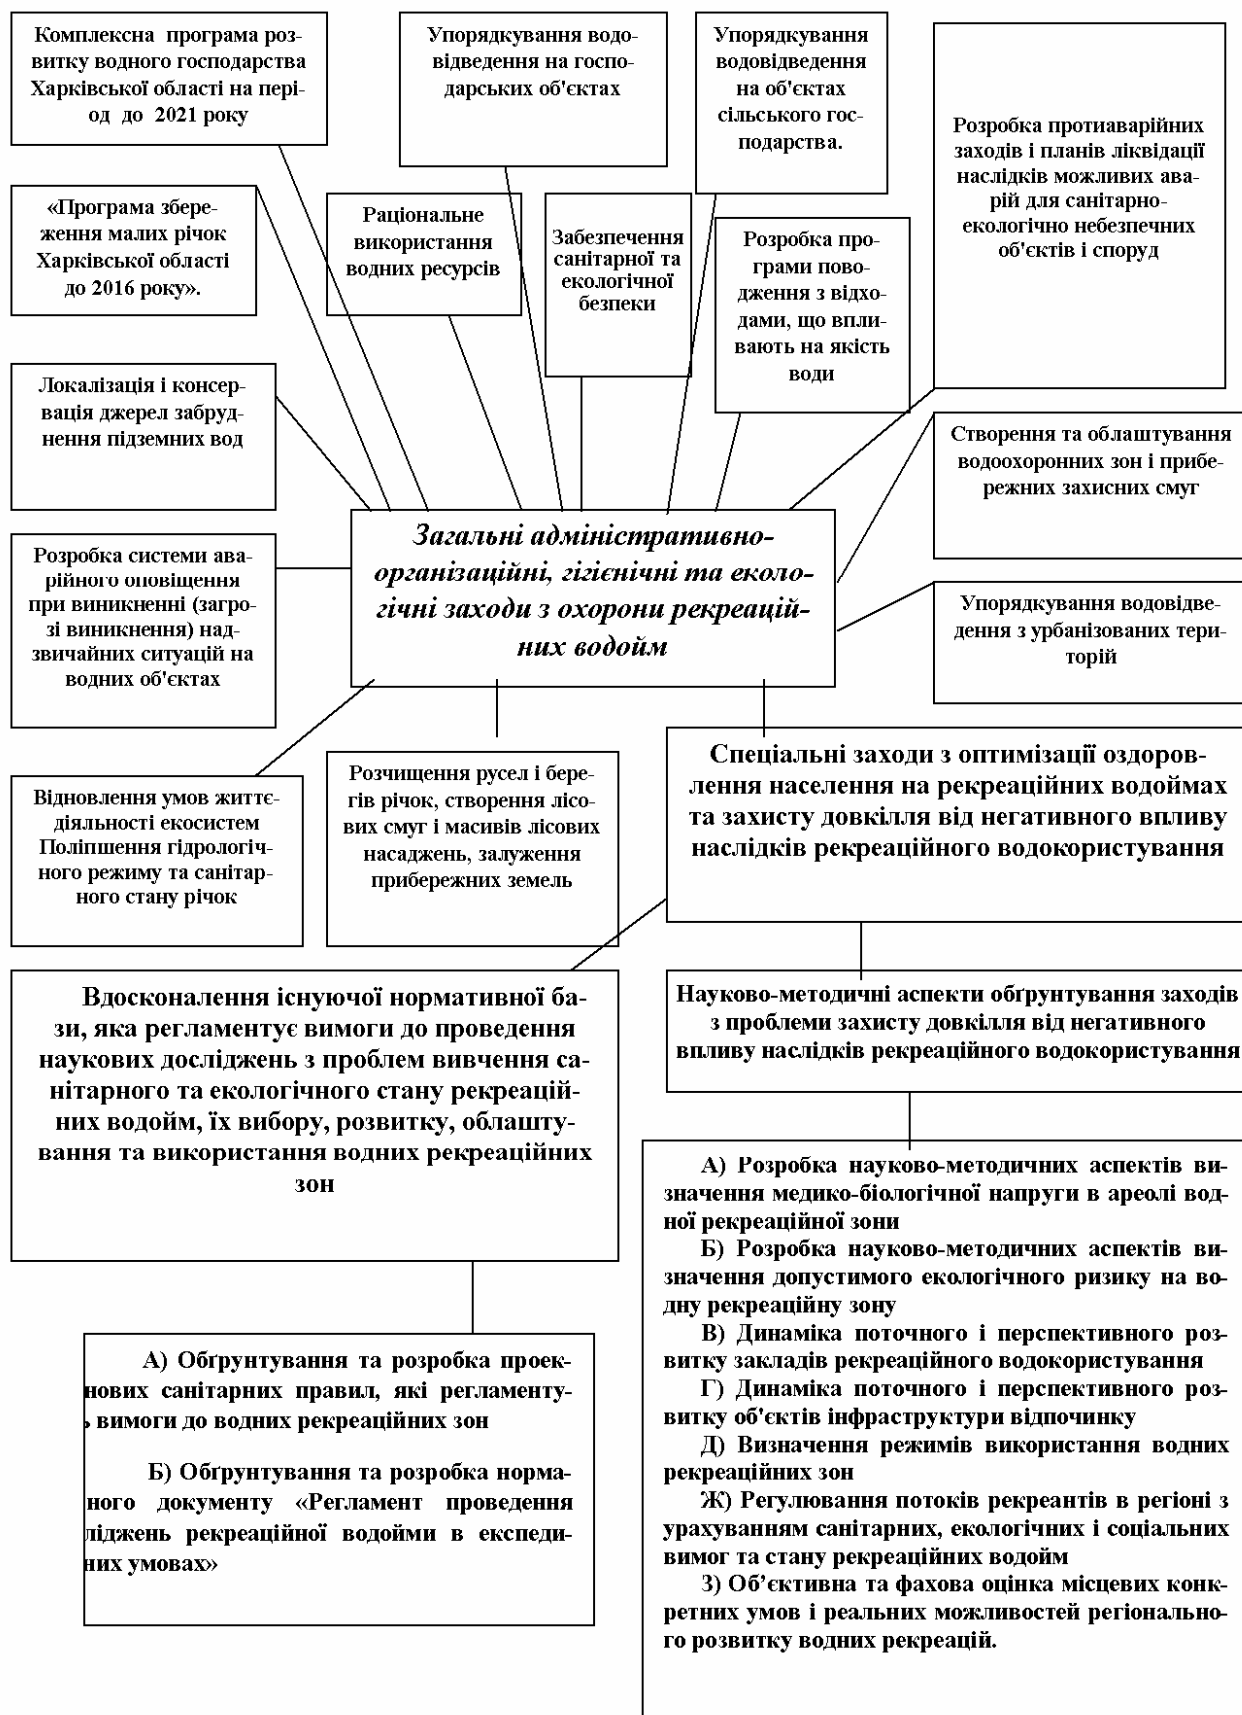 Комплексна програма роз-
витку водного господарства
Харківської області на пері-
од до 2021 року
Упорядкування водо-
відведення на госпо-
дарських об'єктах
Упорядкування
водовідведення
на об'єктах
сільського гос-
подарства.
Розробка протиаварійних
заходів і планів ліквідації
наслідків можливих ава-
рій для санітарно-
екологічно небезпечних
об'єктів і споруд
«Програма збере-
ження малих річок
Харківської області
до 2016 року».
Раціональне
використання
водних ресурсів
Забезпечення
санітарної та
екологічної
безпеки
Розробка про-
грами пово-
дження з відхо-
дами, що впли-
вають на якість
води
Локалізація і консер-
вація джерел забруд-
нення підземних вод
Створення та облаштування
водоохоронних зон і прибе-
режних захисних смуг
Загальні адміністративно-
організаційні, гігієнічні та еколо-
гічні заходи з охорони рекреацій-
них водойм
Розробка системи ава-
рійного оповіщення
при виникненні (загро-
зі виникнення) над-
звичайних ситуацій на
водних об'єктах
Упорядкування водовідве-
дення з урбанізованих тери-
торій
Відновлення умов життє-
діяльності екосистем
Поліпшення гідрологіч-
ного режиму та санітар-
ного стану річок
Розчищення русел і бере-
гів річок, створення лісо-
вих смуг і масивів лісових
насаджень, залуження
прибережних земель
Спеціальні заходи з оптимізації оздоров-
лення населення на рекреаційних водоймах
та захисту довкілля від негативного впливу
наслідків рекреаційного водокористування
Вдосконалення існуючої нормативної ба-
зи, яка регламентує вимоги до проведення
наукових досліджень з проблем вивчення са-
нітарного та екологічного стану рекреацій-
них водойм, їх вибору, розвитку, облашту-
вання та використання водних рекреаційних
зон
Науково-методичні аспекти обґрунтування заходів
з проблеми захисту довкілля від негативного
впливу наслідків рекреаційного водокористування
А) Обґрунтування та розробка проек-
нових санітарних правил, які регламенту-
ь вимоги до водних рекреаційних зон
Б) Обґрунтування та розробка норма-
ного документу «Регламент проведення
ліджень рекреаційної водойми в експеди-
них умовах»
А) Розробка науково-методичних аспектів ви-
значення медико-біологічної напруги в ареолі вод-
ної рекреаційної зони
Б) Розробка науково-методичних аспектів ви-
значення допустимого екологічного ризику на во-
дну рекреаційну зону
В) Динаміка поточного і перспективного роз-
витку закладів рекреаційного водокористування
Г) Динаміка поточного і перспективного роз-
витку об'єктів інфраструктури відпочинку
Д) Визначення режимів використання водних
рекреаційних зон
Ж) Регулювання потоків рекреантів в регіоні з
урахуванням санітарних, екологічних і соціальних
вимог та стану рекреаційних водойм
З) Об’єктивна та фахова оцінка місцевих конк-
ретних умов і реальних можливостей регіонально-
го розвитку водних рекреацій.